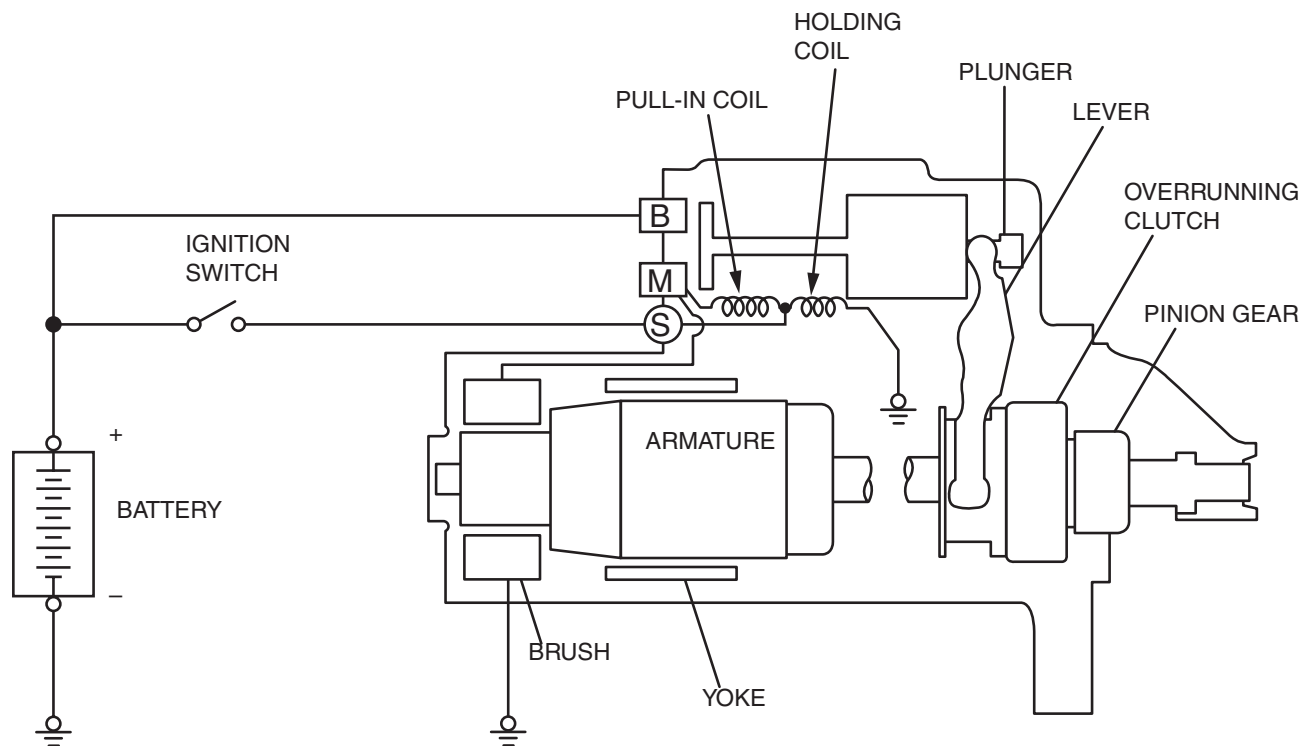 HOLDING
COIL
PLUNGER
PULL-IN COIL
LEVER
OVERRUNNING
CLUTCH
B
IGNITION
SWITCH
M
S
PINION GEAR
+
ARMATURE
BATTERY
–
BRUSH
YOKE